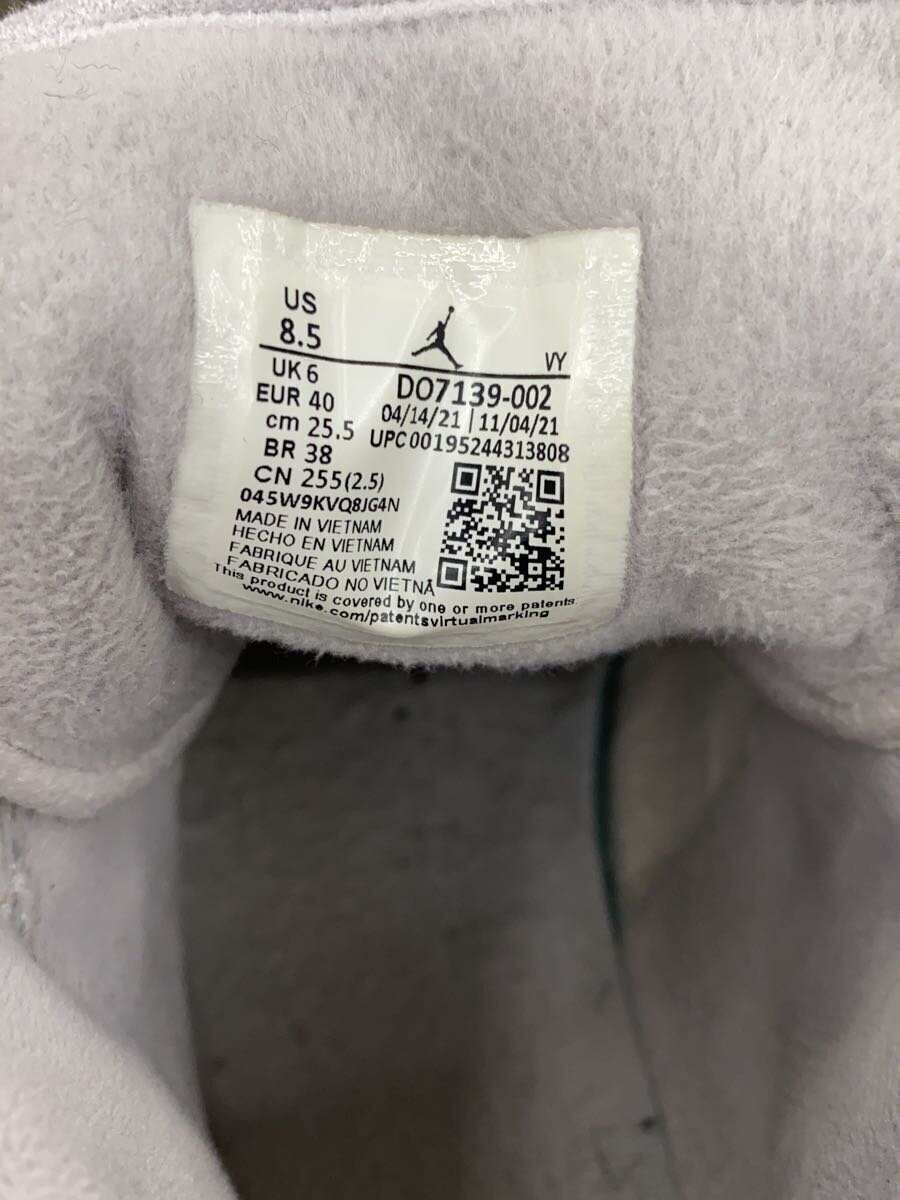 US
8.5
VY
UK 6
EUR 40
cm 25.5
BR 38
CN 255(2.5)
045W9KVQ8JG4N
DO7139-002
04/14/21 | 11/04/21
UPC00195244313808
MADE IN VIETNAM
HECHO EN VIETNAM
FABRIQUE AU VIETNAM
FABRICADO NO VIETNÃ
This product is covered by one or more patents.
www.nike.com/patentsvirtualmarking